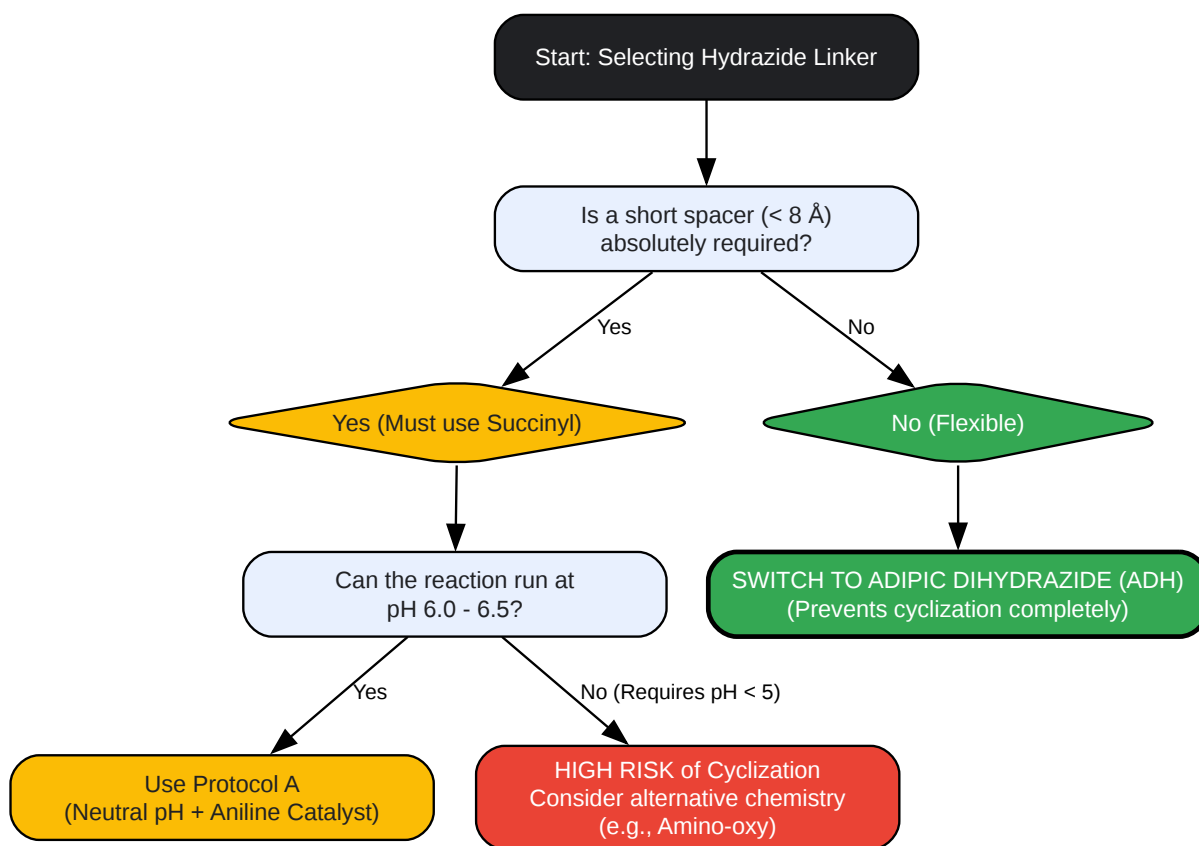 Start: Selecting Hydrazide Linker
Is a short spacer (< 8 Å)
absolutely required?
Yes
No
Yes (Must use Succinyl)
No (Flexible)
Can the reaction run at
pH 6.0 - 6.5?
SWITCH TO ADIPIC DIHYDRAZIDE (ADH)
(Prevents cyclization completely)
Yes
No (Requires pH < 5)
Use Protocol A
(Neutral pH + Aniline Catalyst)
HIGH RISK of Cyclization
Consider alternative chemistry
(e.g., Amino-oxy)